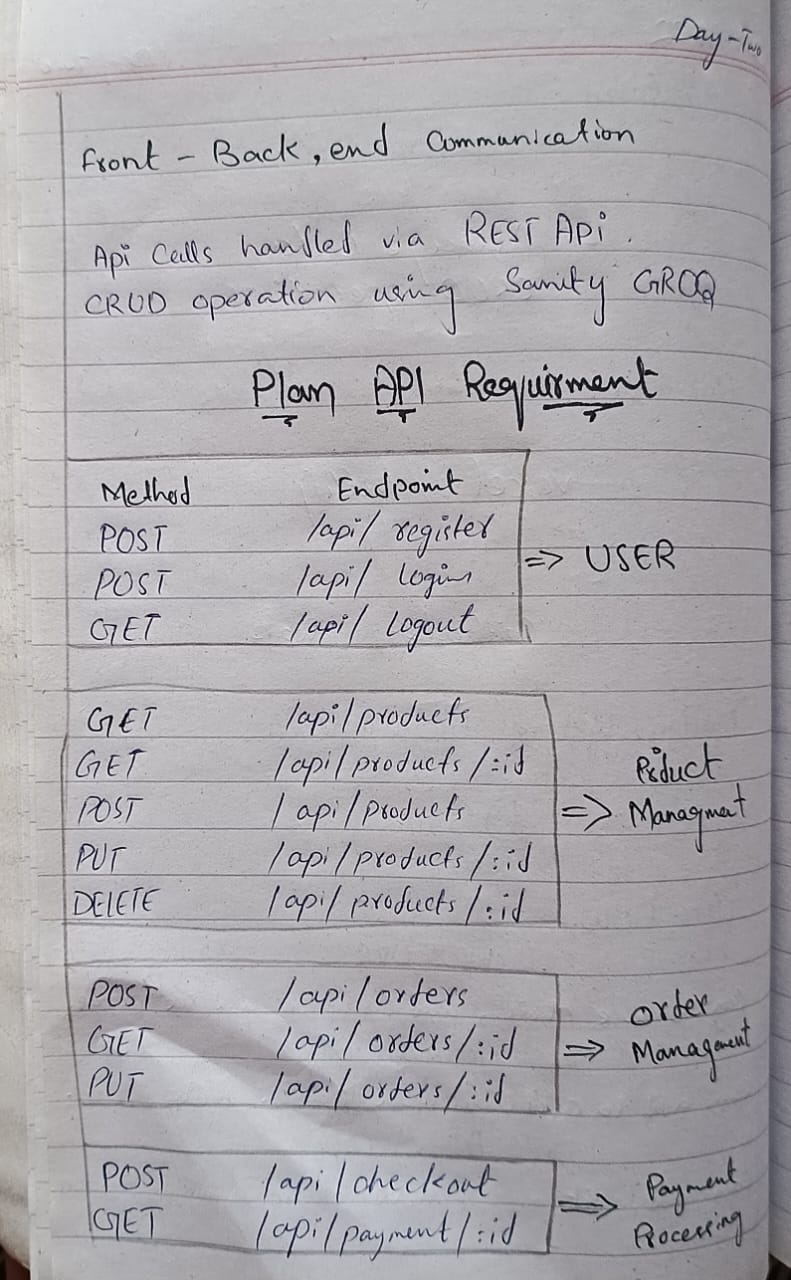 Day-Two
Front - Back, end Communication
Api Calls handled via REST Api.
CRUD operation using Sanity GROQ
Plan API Requirment
Method Endpoint
POST /api/ register
POST /api/ login
GET /api/ logout
=> USER
GET /api/products
GET /api/products/:id
POST /api/products
PUT /api/products/:id
DELETE /api/products/:id
=> Product
Managment
POST /api/orders
GET /api/orders/:id
PUT /api/orders/:id
=> Order
Management
POST /api/checkout
GET /api/payment/:id
=> Payment
Processing